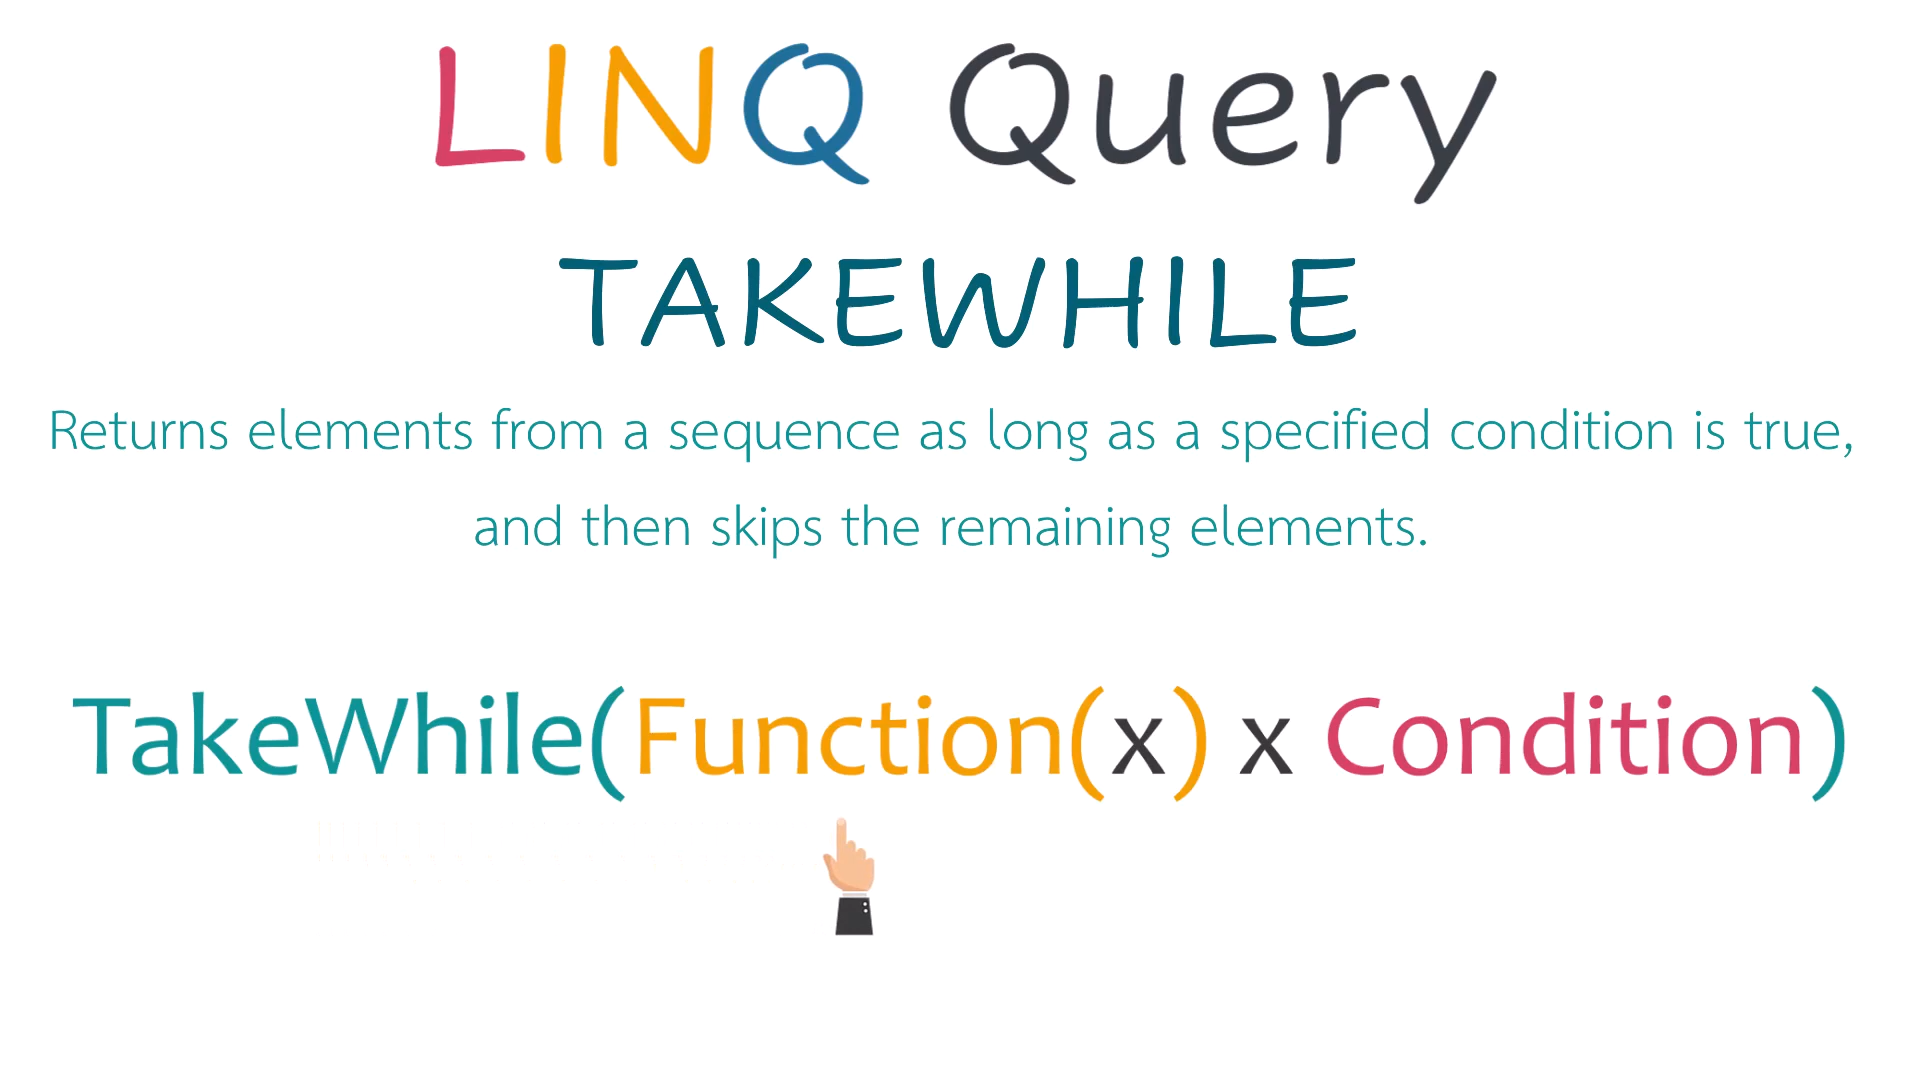 LINQ Query
TAKEWHILE
Returns elements from a sequence as long as a specified condition is true,
and then skips the remaining elements.
TakeWhile(Function(x) x Condition)